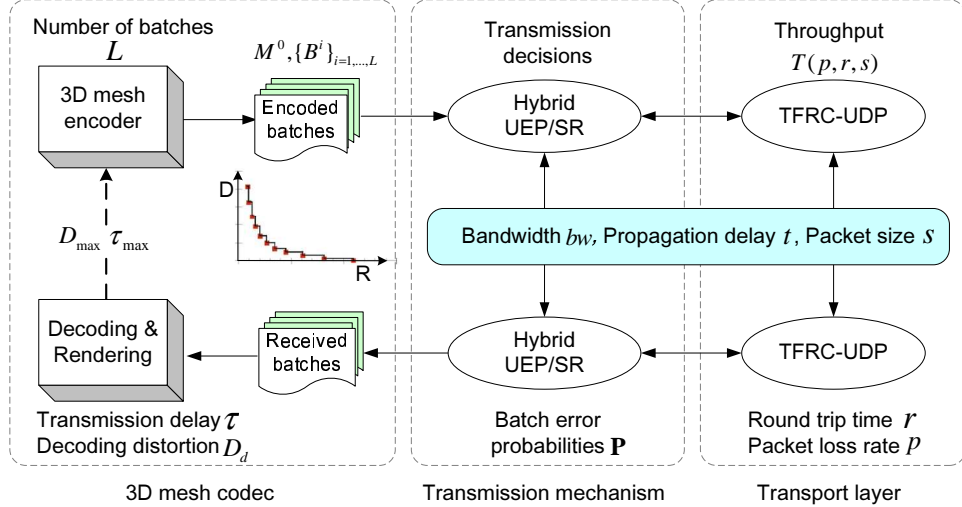 Number of batches
L
3D mesh
encoder
M^0, {B^i}_{i=1,...,L}
Encoded
batches
D
R
D_max τ_max
Decoding &
Rendering
Received
batches
Transmission delay τ
Decoding distortion D_d
3D mesh codec
Transmission
decisions
Hybrid
UEP/SR
Bandwidth bw, Propagation delay t, Packet size s
Hybrid
UEP/SR
Batch error
probabilities P
Transmission mechanism
Throughput
T(p,r,s)
TFRC-UDP
TFRC-UDP
Round trip time r
Packet loss rate p
Transport layer